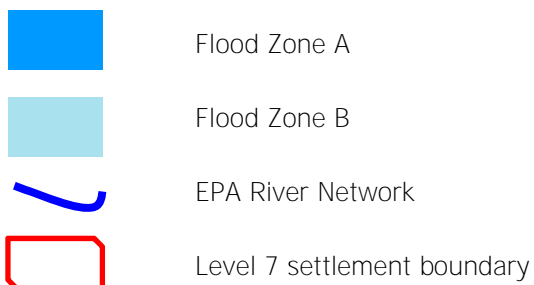 Flood Zone A
Flood Zone B
EPA River Network
Level 7 settlement boundary